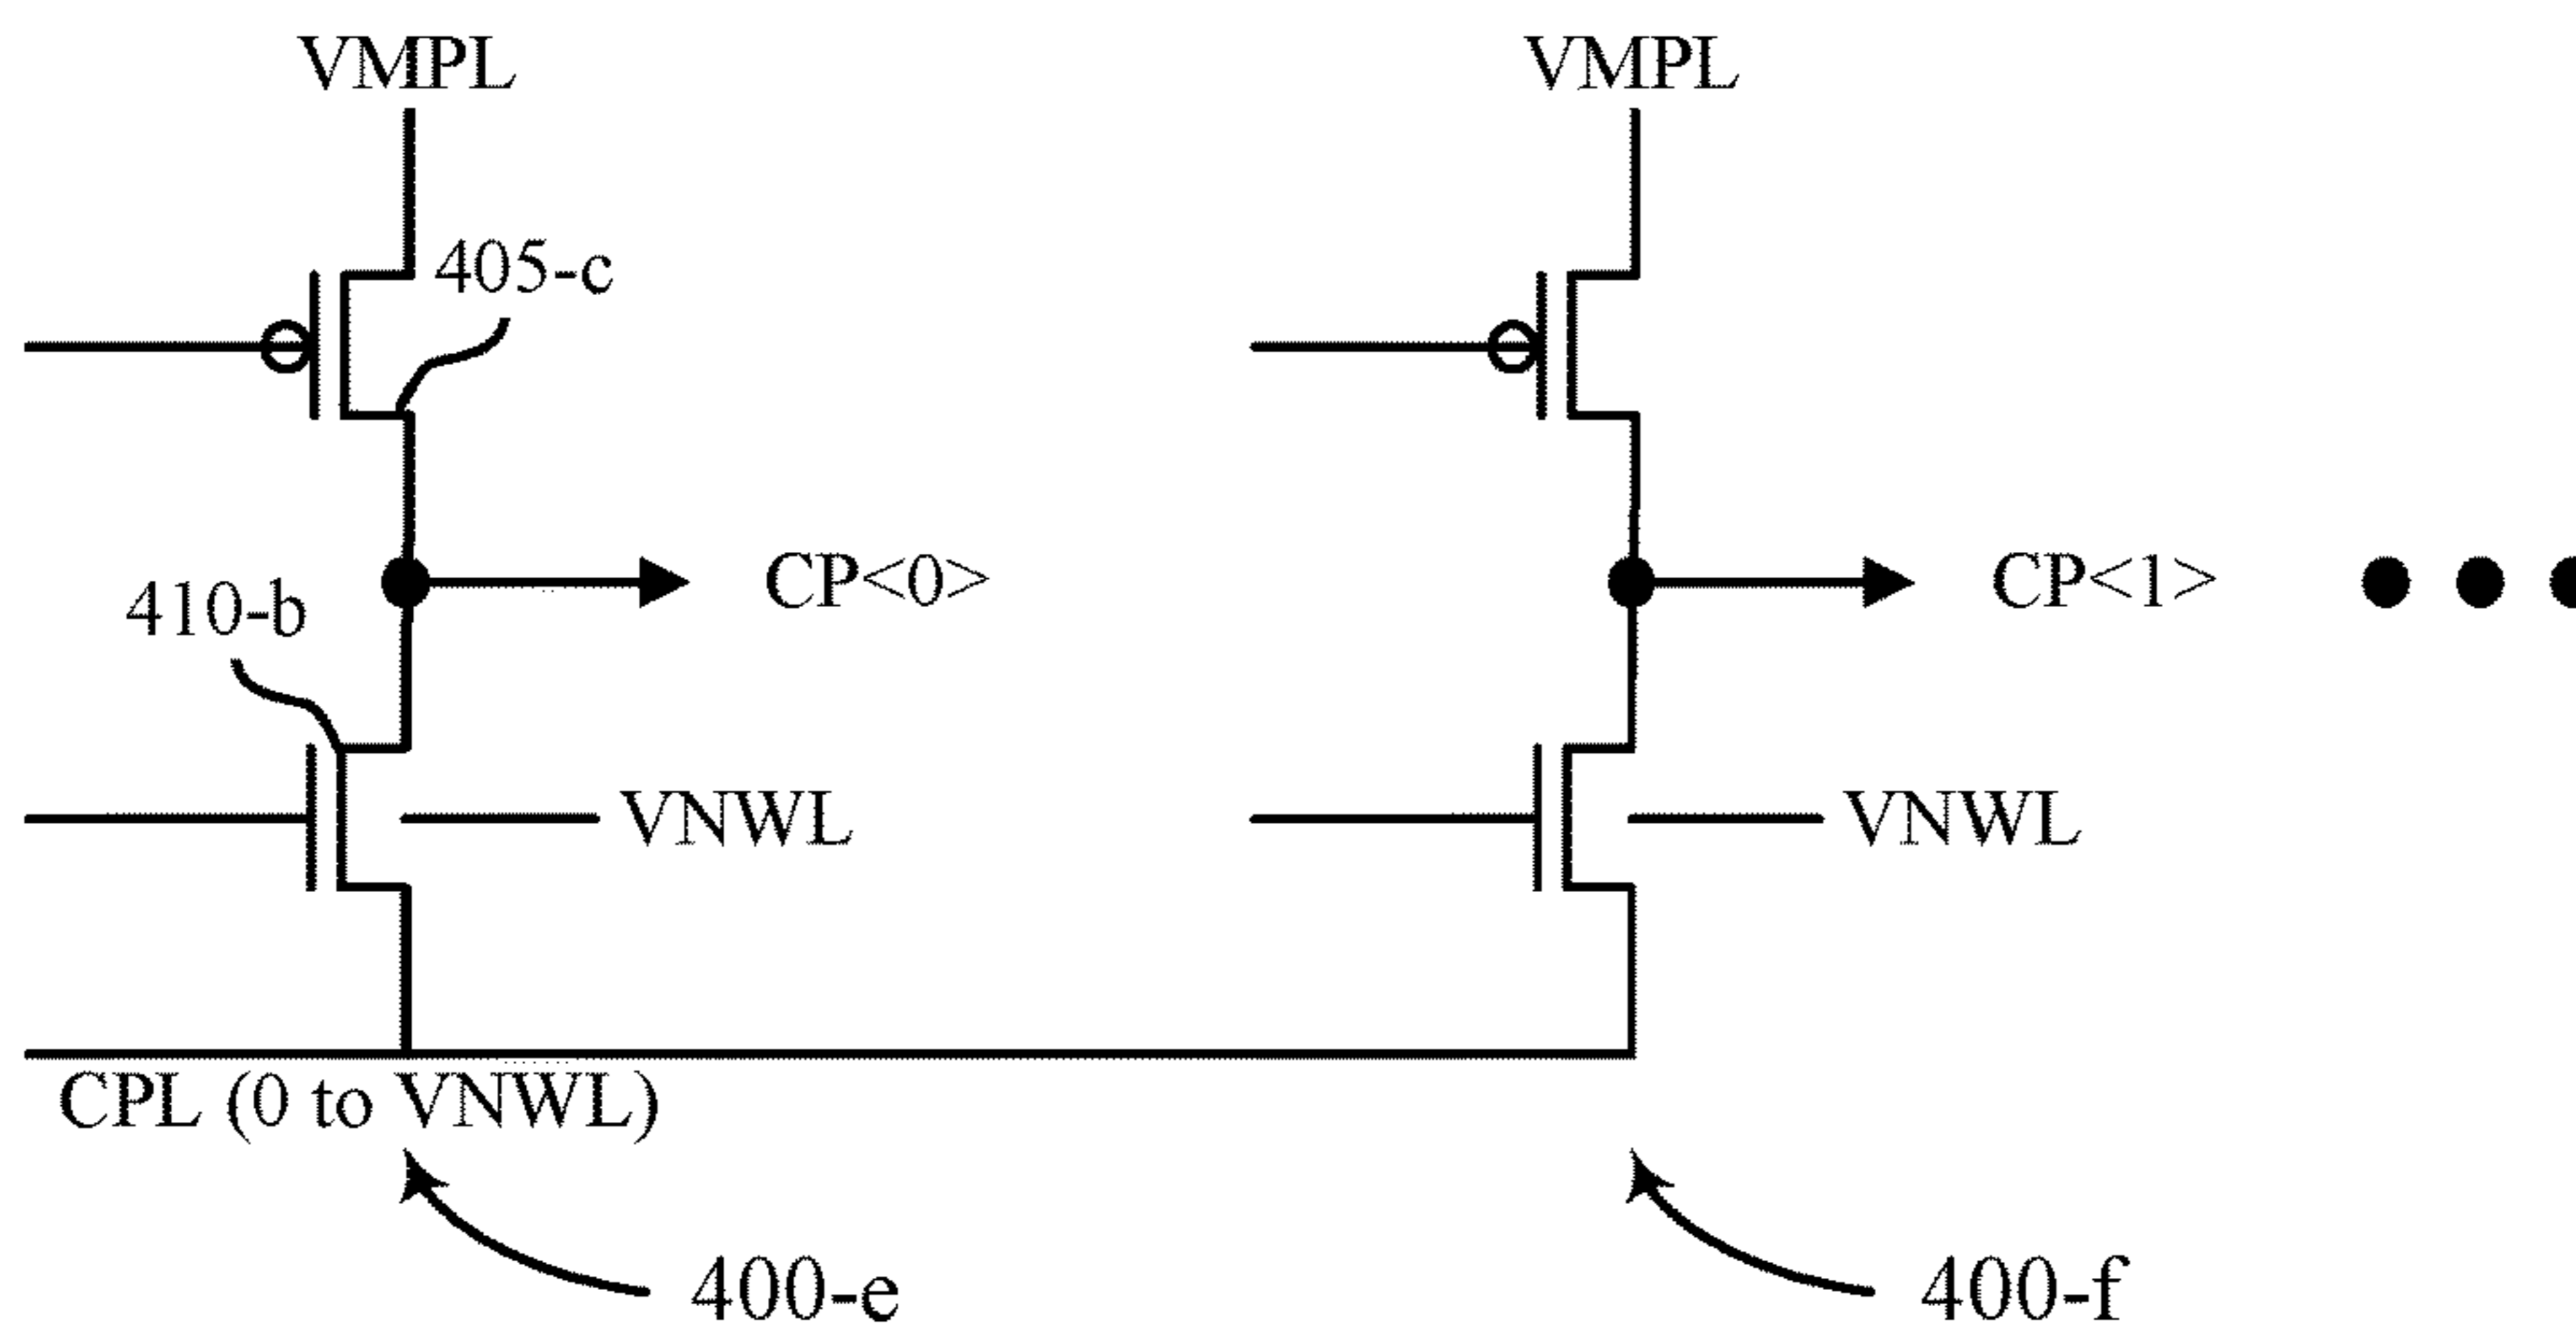 VMPL
VMPL
405-c
CP<0>
CP<1>
410-b
VNWL
VNWL
CPL (0 to VNWL)
400-e
400-f